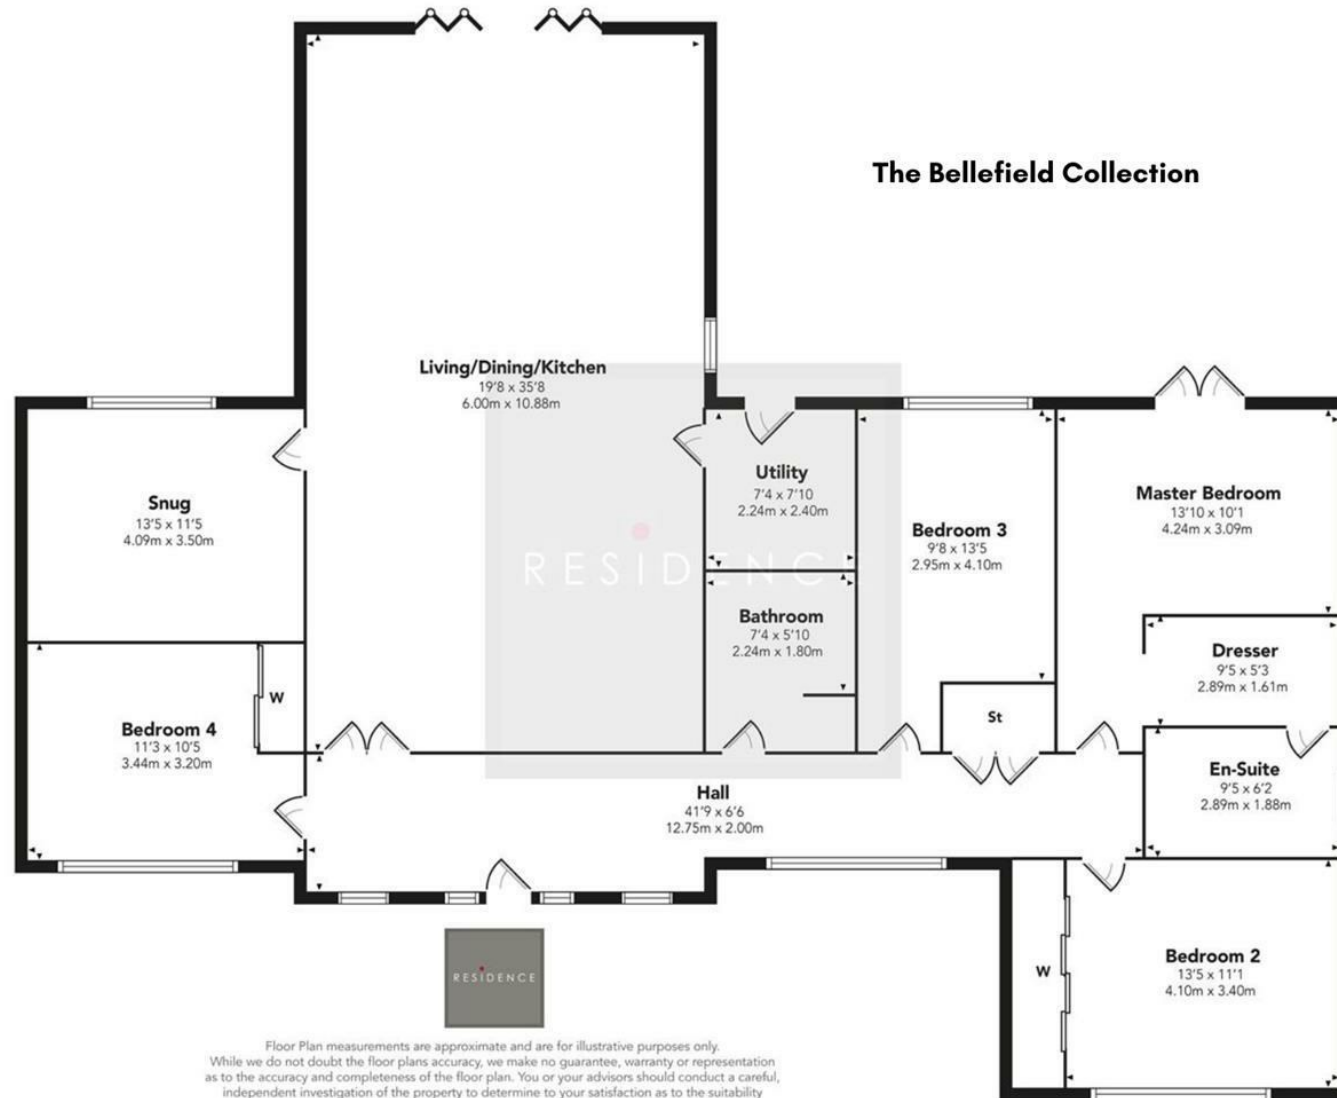 The Bellefield Collection
Living/Dining/Kitchen
19'8 x 35'8
6.00m x 10.88m
Snug
13'5 x 11'5
4.09m x 3.50m
Utility
7'4 x 7'10
2.24m x 2.40m
Bedroom 3
9'8 x 13'5
2.95m x 4.10m
Master Bedroom
13'10 x 10'1
4.24m x 3.09m
RESIDENCE
Bathroom
7'4 x 5'10
2.24m x 1.80m
Dresser
9'5 x 5'3
2.89m x 1.61m
W
Bedroom 4
11'3 x 10'5
3.44m x 3.20m
St
En-Suite
9'5 x 6'2
2.89m x 1.88m
Hall
41'9 x 6'6
12.75m x 2.00m
W
Bedroom 2
13'5 x 11'1
4.10m x 3.40m
RESIDENCE
Floor Plan measurements are approximate and are for illustrative purposes only.
While we do not doubt the floor plans accuracy, we make no guarantee, warranty or representation
as to the accuracy and completeness of the floor plan. You or your advisors should conduct a careful,
independent investigation of the property to determine to your satisfaction as to the suitability